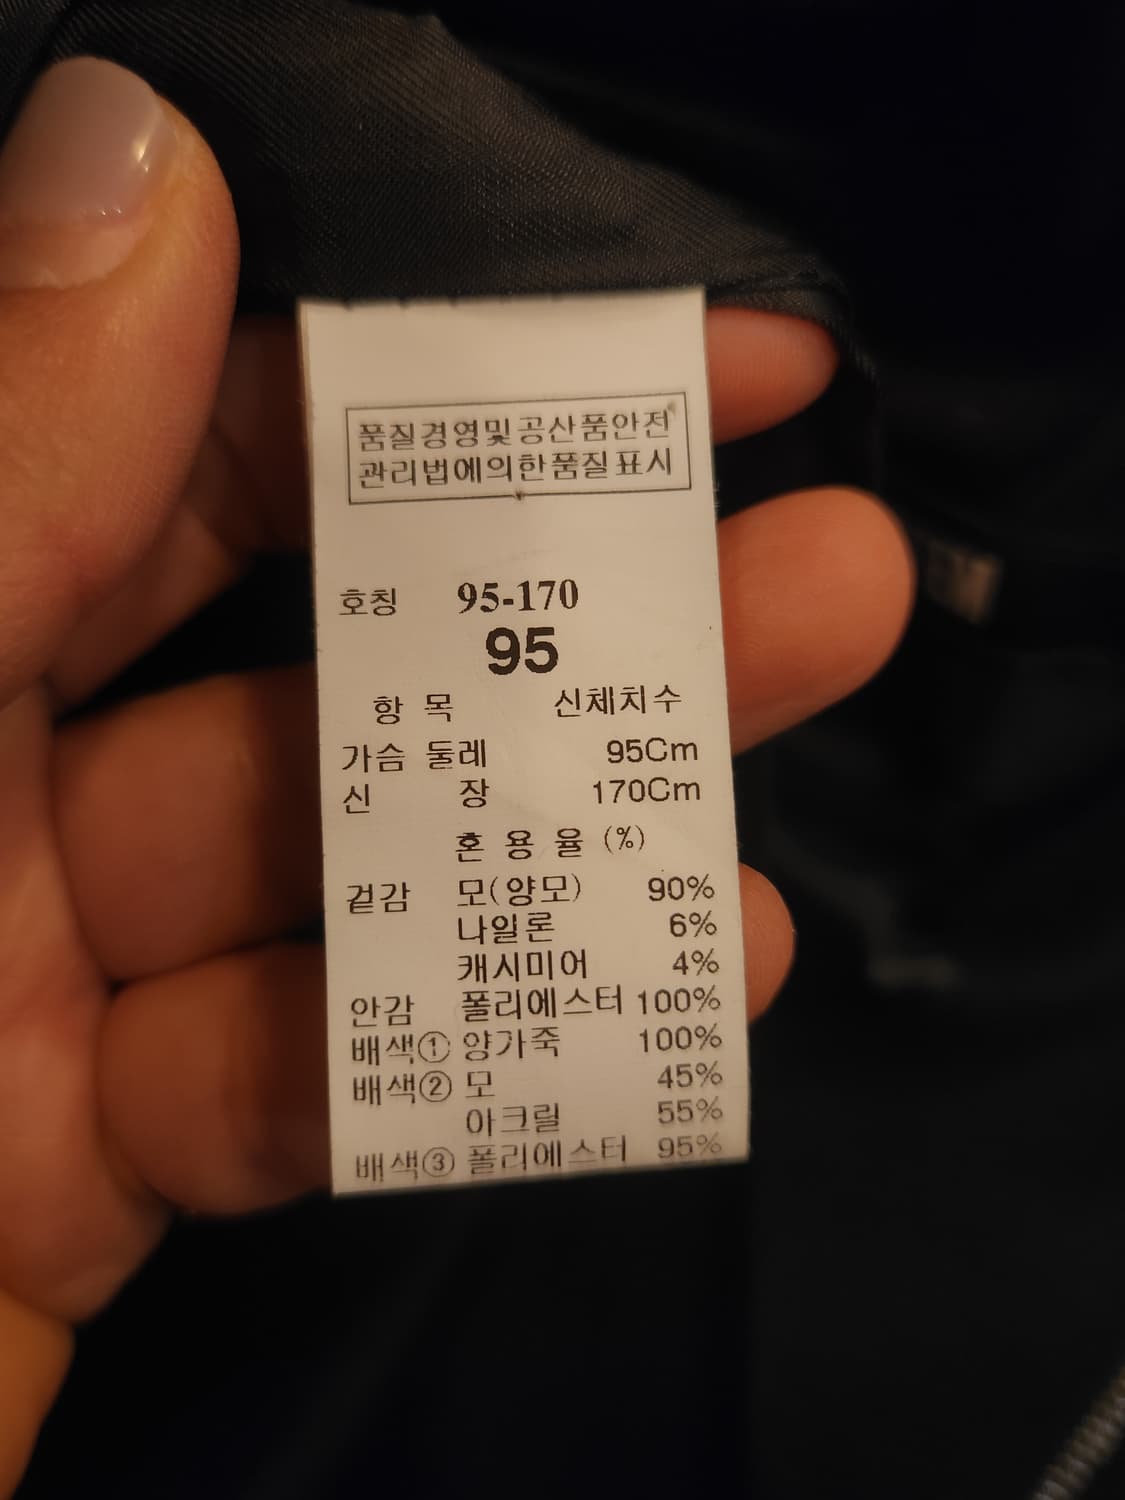 품질경영및공산품안전
관리법에의한품질표시
호칭 95-170
95
항 목 신체치수
가슴 둘레 95Cm
신 장 170Cm
혼 용 율 (%)
겉감 모(양모) 90%
나일론 6%
캐시미어 4%
안감 폴리에스터 100%
배색① 양가죽 100%
배색② 모 45%
아크릴 55%
배색③ 폴리에스터 95%